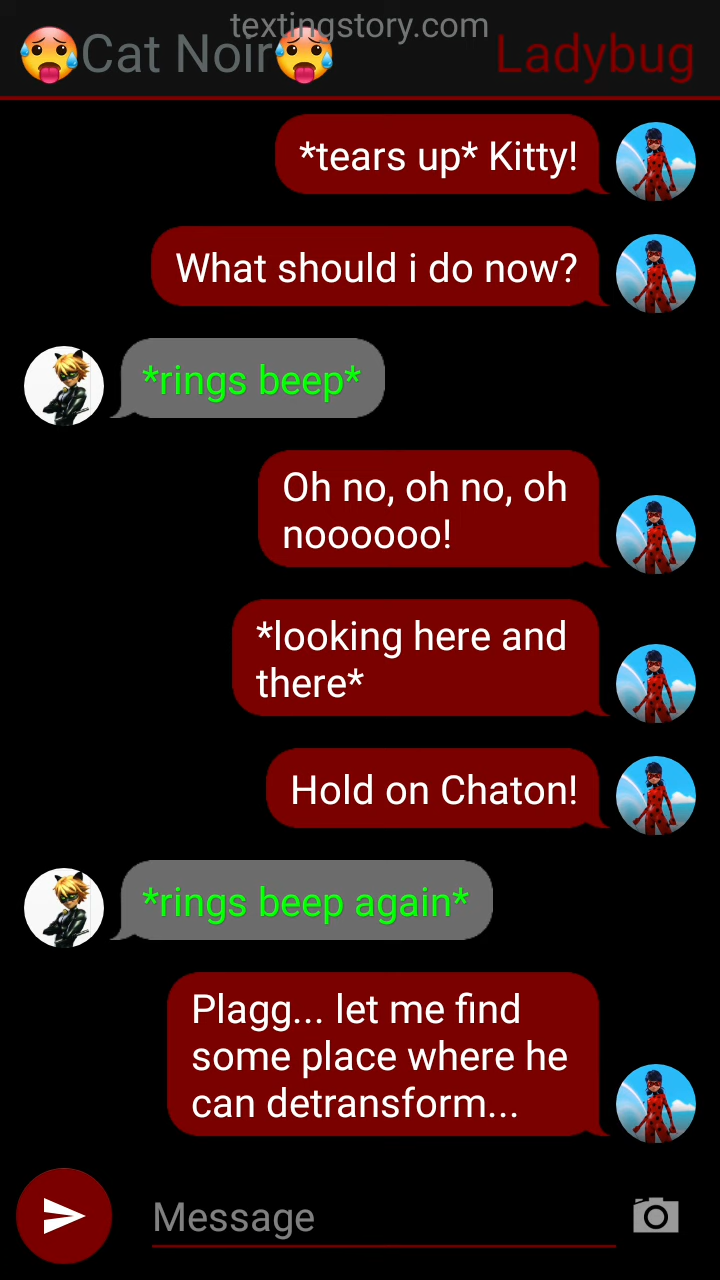 textingstory.com
🥵Cat Noir🥵
Ladybug
*tears up* Kitty!
What should i do now?
*rings beep*
Oh no, oh no, oh
noooooo!
*looking here and
there*
Hold on Chaton!
*rings beep again*
Plagg... let me find
some place where he
can detransform...
Message